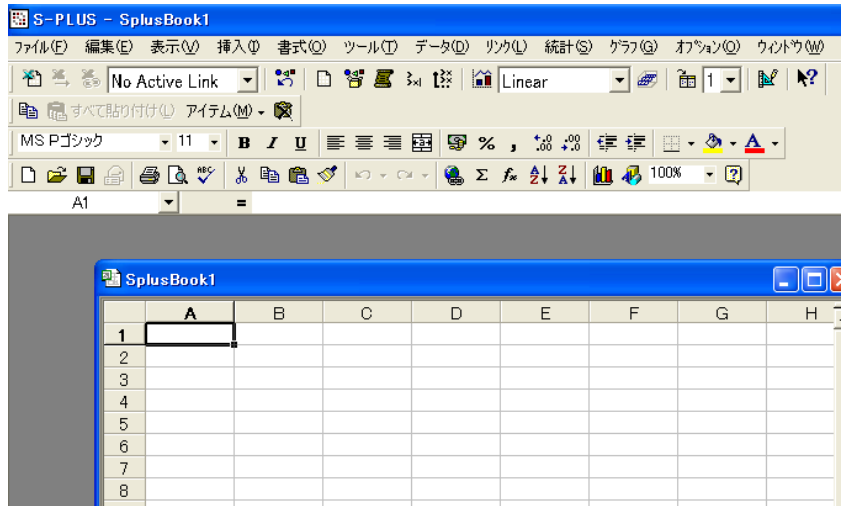 S-PLUS - SplusBook1
ﾌｧｲﾙ(F) 編集(E) 表示(V) 挿入(I) 書式(O) ツール(T) データ(D) リンク(L) 統計(S) ｸﾞﾗﾌ(G) ｵﾌﾟｼｮﾝ(O) ｳｨﾝﾄﾞｳ(W)
No Active Link Linear 1
すべて貼り付け(L) アイテム(M)
MS Pゴシック 11 B I U % ,
ABC Σ fx A Z Z A 100%
A1 =
SplusBook1
A B C D E F G H
1
2
3
4
5
6
7
8